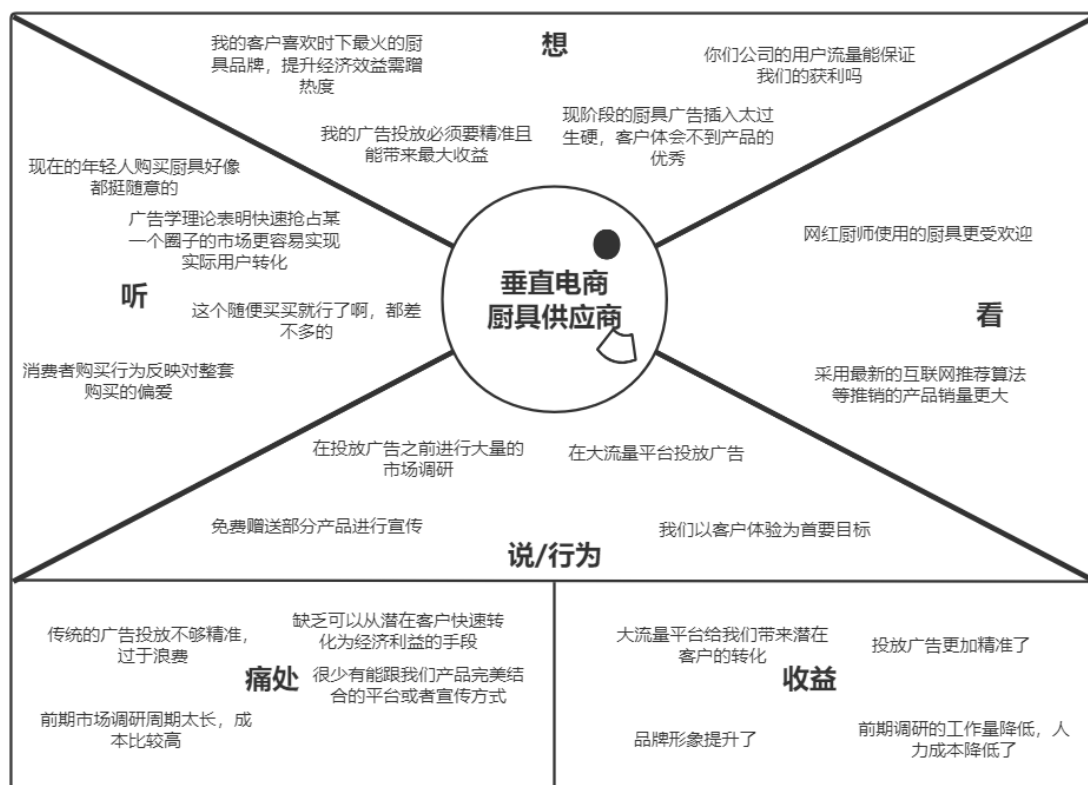 想
我的客户喜欢时下最火的厨
具品牌，提升经济效益需蹭
热度
你们公司的用户流量能保证
我们的获利吗
我的广告投放必须要精准且
能带来最大收益
现阶段的厨具广告插入太过
生硬，客户体会不到产品的
优秀
听
现在的年轻人购买厨具好像
都挺随意的
广告学理论表明快速抢占某
一个圈子的市场更容易实现
实际用户转化
这个随便买买就行了啊，都差
不多的
消费者购买行为反映对整套
购买的偏爱
垂直电商
厨具供应商
看
网红厨师使用的厨具更受欢迎
采用最新的互联网推荐算法
等推销的产品销量更大
在投放广告之前进行大量的
市场调研
在大流量平台投放广告
免费赠送部分产品进行宣传
我们以客户体验为首要目标
说/行为
传统的广告投放不够精准，
过于浪费
缺乏可以从潜在客户快速转
化为经济利益的手段
痛处
很少有能跟我们产品完美结
合的平台或者宣传方式
前期市场调研周期太长，成
本比较高
大流量平台给我们带来潜在
客户的转化
投放广告更加精准了
收益
品牌形象提升了
前期调研的工作量降低，人
力成本降低了